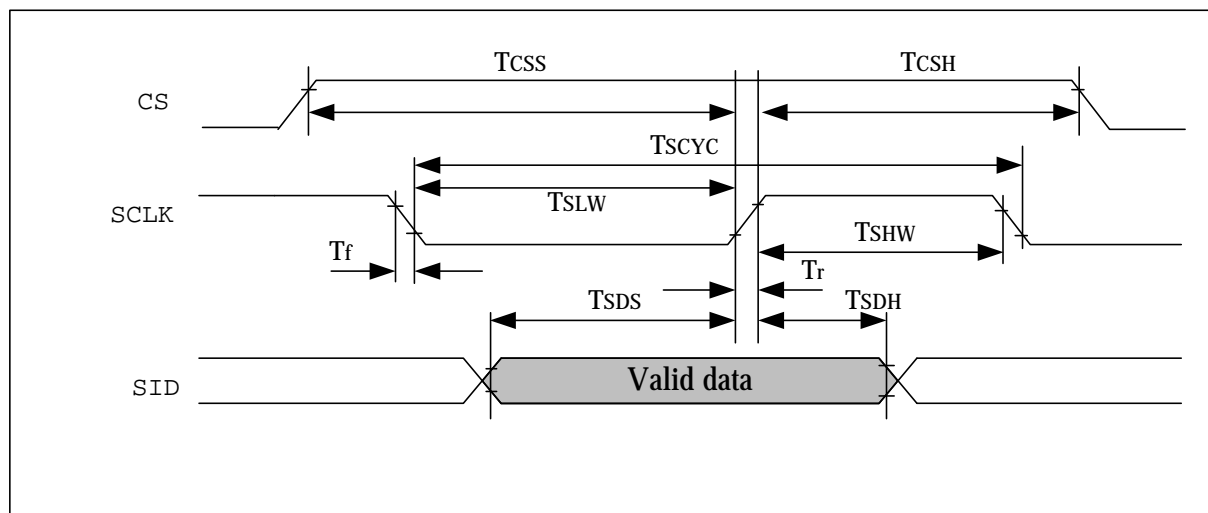 TCSS
TCSH
CS
TSCYC
TSLW
SCLK
TSHW
Tf
Tr
TSDS
TSDH
SID
Valid data